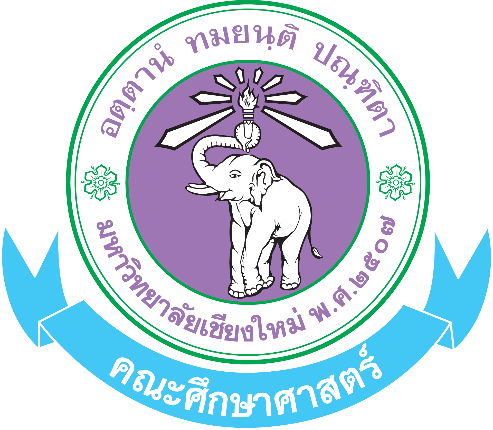 อตฺตานํ ทมยนฺติ ปณฺฑิตา
มหาวิทยาลัยเชียงใหม่ พ.ศ.๒๕๐๗
คณะศึกษาศาสตร์